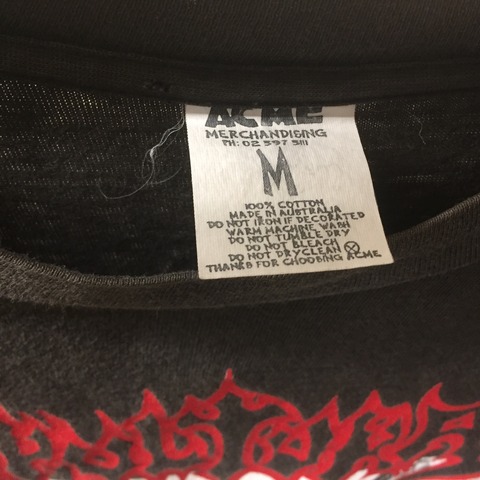 ACME
MERCHANDISING
PH: 02 597 5111
M
100% COTTON
MADE IN AUSTRALIA
DO NOT IRON IF DECORATED
WARM MACHINE WASH
DO NOT TUMBLE DRY
DO NOT BLEACH
DO NOT DRYCLEAN
THANKS FOR CHOOSING ACME